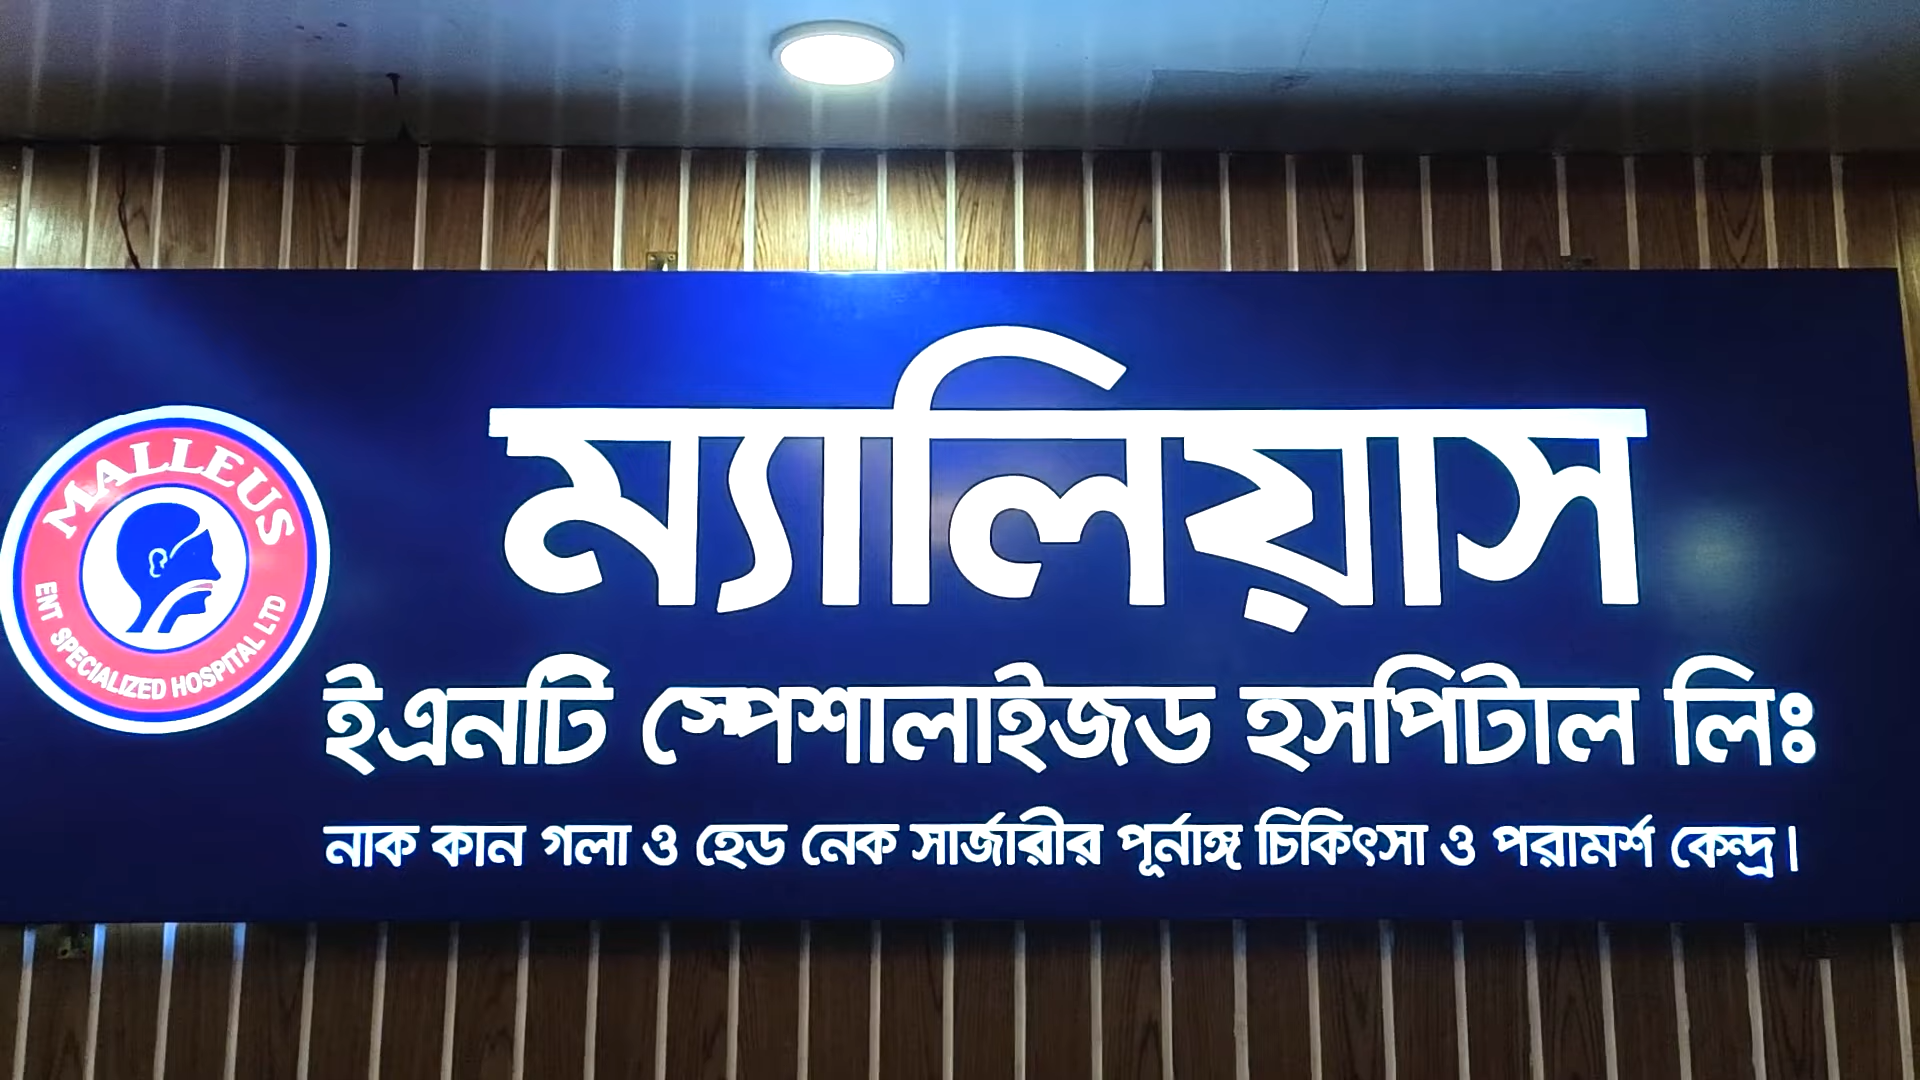 MALLEUS
ENT SPECIALIZED HOSPITAL LTD
ম্যালিয়াস
ইএনটি স্পেশালাইজড হসপিটাল লিঃ
নাক কান গলা ও হেড নেক সার্জারীর পূর্নাঙ্গ চিকিৎসা ও পরামর্শ কেন্দ্র।